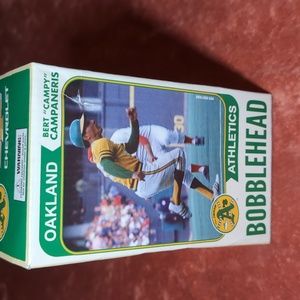 OAKLAND
BERT "CAMPY"
CAMPANERIS
ATHLETICS
BOBBLEHEAD
A's
CHEVROLET
WARNING